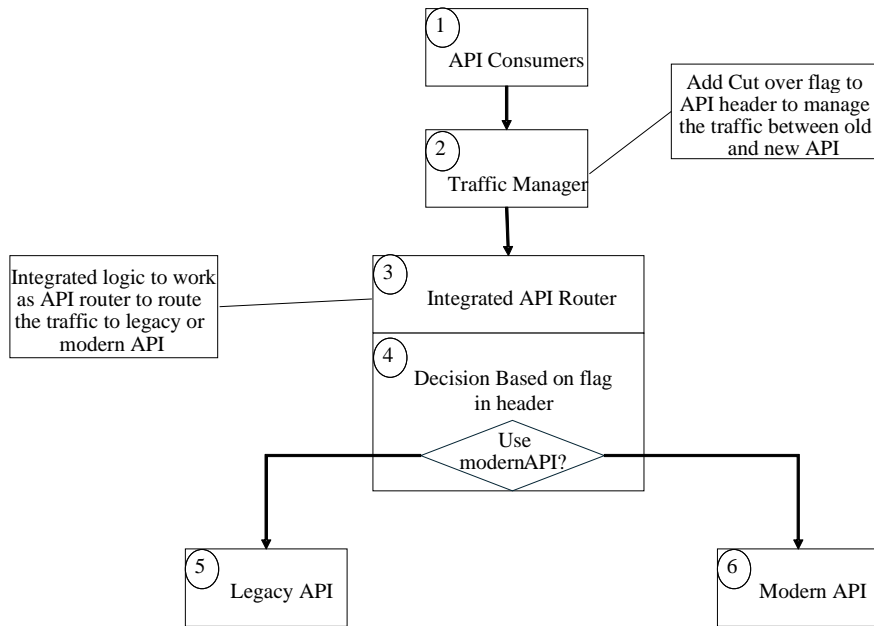 1
API Consumers
Add Cut over flag to
API header to manage
the traffic between old
and new API
2
Traffic Manager
3
Integrated API Router
Integrated logic to work
as API router to route
the traffic to legacy or
modern API
4
Decision Based on flag
in header
Use
modernAPI?
5
Legacy API
6
Modern API